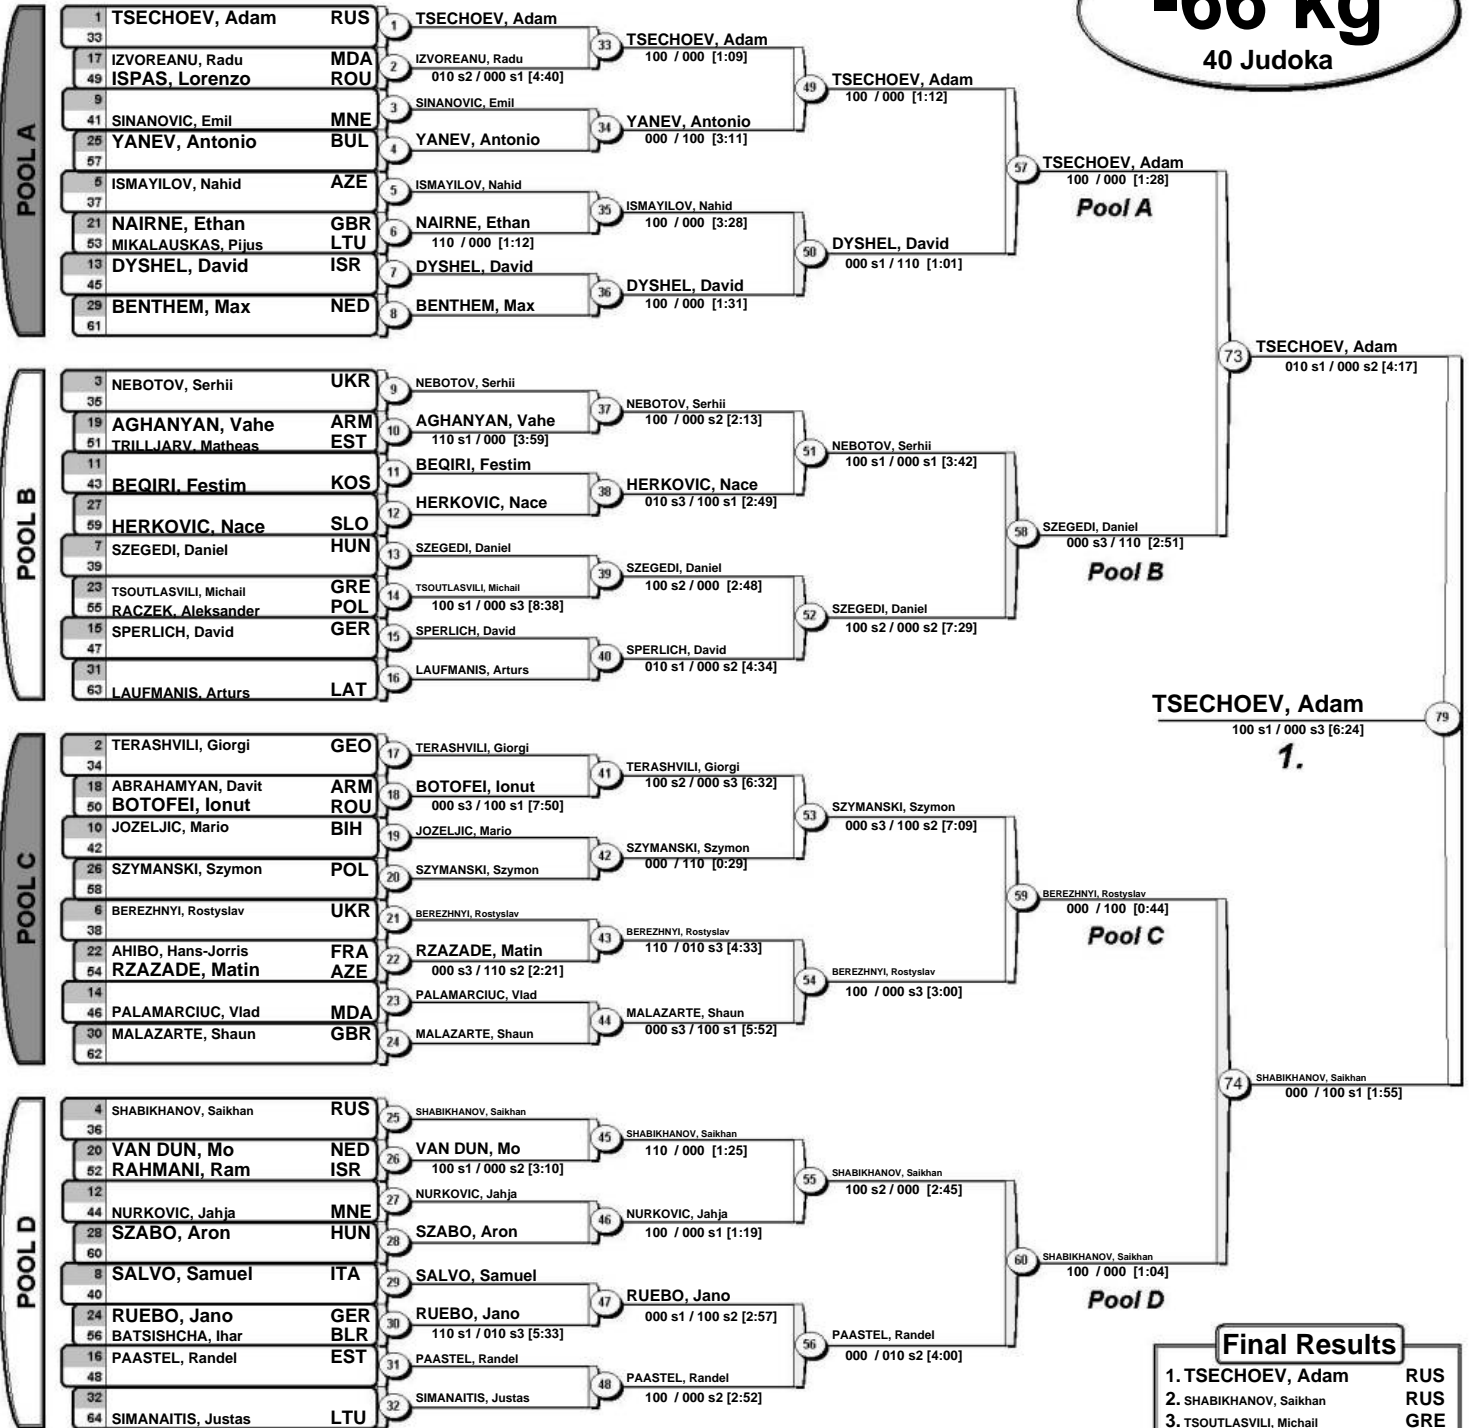 -66 kg
40 Judoka
POOL A
1 TSECHOEV, Adam RUS
33
17 IZVOREANU, Radu MDA
49 ISPAS, Lorenzo ROU
9
41 SINANOVIC, Emil MNE
25 YANEV, Antonio BUL
57
5 ISMAYILOV, Nahid AZE
37
21 NAIRNE, Ethan GBR
53 MIKALAUSKAS, Pijus LTU
13 DYSHEL, David ISR
45
29 BENTHEM, Max NED
61
1 TSECHOEV, Adam
2 IZVOREANU, Radu
010 s2 / 000 s1 [4:40]
3 SINANOVIC, Emil
4 YANEV, Antonio
5 ISMAYILOV, Nahid
6 NAIRNE, Ethan
110 / 000 [1:12]
7 DYSHEL, David
8 BENTHEM, Max
33 TSECHOEV, Adam
100 / 000 [1:09]
34 YANEV, Antonio
000 / 100 [3:11]
35 ISMAYILOV, Nahid
100 / 000 [3:28]
36 DYSHEL, David
100 / 000 [1:31]
49 TSECHOEV, Adam
100 / 000 [1:12]
50 DYSHEL, David
000 s1 / 110 [1:01]
57 TSECHOEV, Adam
100 / 000 [1:28]
Pool A
POOL B
3 NEBOTOV, Serhii UKR
35
19 AGHANYAN, Vahe ARM
51 TRILLJARV, Matheas EST
11
43 BEQIRI, Festim KOS
27
59 HERKOVIC, Nace SLO
7 SZEGEDI, Daniel HUN
39
23 TSOUTLASVILI, Michail GRE
55 RACZEK, Aleksander POL
15 SPERLICH, David GER
47
31
63 LAUFMANIS, Arturs LAT
9 NEBOTOV, Serhii
10 AGHANYAN, Vahe
110 s1 / 000 [3:59]
11 BEQIRI, Festim
12 HERKOVIC, Nace
13 SZEGEDI, Daniel
14 TSOUTLASVILI, Michail
100 s1 / 000 s3 [8:38]
15 SPERLICH, David
16 LAUFMANIS, Arturs
37 NEBOTOV, Serhii
100 / 000 s2 [2:13]
38 HERKOVIC, Nace
010 s3 / 100 s1 [2:49]
39 SZEGEDI, Daniel
100 s2 / 000 [2:48]
40 SPERLICH, David
010 s1 / 000 s2 [4:34]
51 NEBOTOV, Serhii
100 s1 / 000 s1 [3:42]
52 SZEGEDI, Daniel
100 s2 / 000 s2 [7:29]
58 SZEGEDI, Daniel
000 s3 / 110 [2:51]
Pool B
73 TSECHOEV, Adam
010 s1 / 000 s2 [4:17]
TSECHOEV, Adam 79
100 s1 / 000 s3 [6:24]
1.
POOL C
2 TERASHVILI, Giorgi GEO
34
18 ABRAHAMYAN, Davit ARM
50 BOTOFEI, Ionut ROU
10 JOZELJIC, Mario BIH
42
26 SZYMANSKI, Szymon POL
58
6 BEREZHNYI, Rostyslav UKR
38
22 AHIBO, Hans-Jorris FRA
54 RZAZADE, Matin AZE
14
46 PALAMARCIUC, Vlad MDA
30 MALAZARTE, Shaun GBR
62
17 TERASHVILI, Giorgi
18 BOTOFEI, Ionut
000 s3 / 100 s1 [7:50]
19 JOZELJIC, Mario
20 SZYMANSKI, Szymon
21 BEREZHNYI, Rostyslav
22 RZAZADE, Matin
000 s3 / 110 s2 [2:21]
23 PALAMARCIUC, Vlad
24 MALAZARTE, Shaun
41 TERASHVILI, Giorgi
100 s2 / 000 s3 [6:32]
42 SZYMANSKI, Szymon
000 / 110 [0:29]
43 BEREZHNYI, Rostyslav
110 / 010 s3 [4:33]
44 MALAZARTE, Shaun
000 s3 / 100 s1 [5:52]
53 SZYMANSKI, Szymon
000 s3 / 100 s2 [7:09]
54 BEREZHNYI, Rostyslav
100 / 000 s3 [3:00]
59 BEREZHNYI, Rostyslav
000 / 100 [0:44]
Pool C
POOL D
4 SHABIKHANOV, Saikhan RUS
36
20 VAN DUN, Mo NED
52 RAHMANI, Ram ISR
12
44 NURKOVIC, Jahja MNE
28 SZABO, Aron HUN
60
8 SALVO, Samuel ITA
40
24 RUEBO, Jano GER
56 BATSISHCHA, Ihar BLR
16 PAASTEL, Randel EST
48
32
64 SIMANAITIS, Justas LTU
25 SHABIKHANOV, Saikhan
26 VAN DUN, Mo
100 s1 / 000 s2 [3:10]
27 NURKOVIC, Jahja
28 SZABO, Aron
29 SALVO, Samuel
30 RUEBO, Jano
110 s1 / 010 s3 [5:33]
31 PAASTEL, Randel
32 SIMANAITIS, Justas
45 SHABIKHANOV, Saikhan
110 / 000 [1:25]
46 NURKOVIC, Jahja
100 / 000 s1 [1:19]
47 RUEBO, Jano
000 s1 / 100 s2 [2:57]
48 PAASTEL, Randel
100 / 000 s2 [2:52]
55 SHABIKHANOV, Saikhan
100 s2 / 000 [2:45]
56 PAASTEL, Randel
000 / 010 s2 [4:00]
60 SHABIKHANOV, Saikhan
100 / 000 [1:04]
Pool D
74 SHABIKHANOV, Saikhan
000 / 100 s1 [1:55]
Final Results
1. TSECHOEV, Adam RUS
2. SHABIKHANOV, Saikhan RUS
3. TSOUTLASVILI, Michail GRE